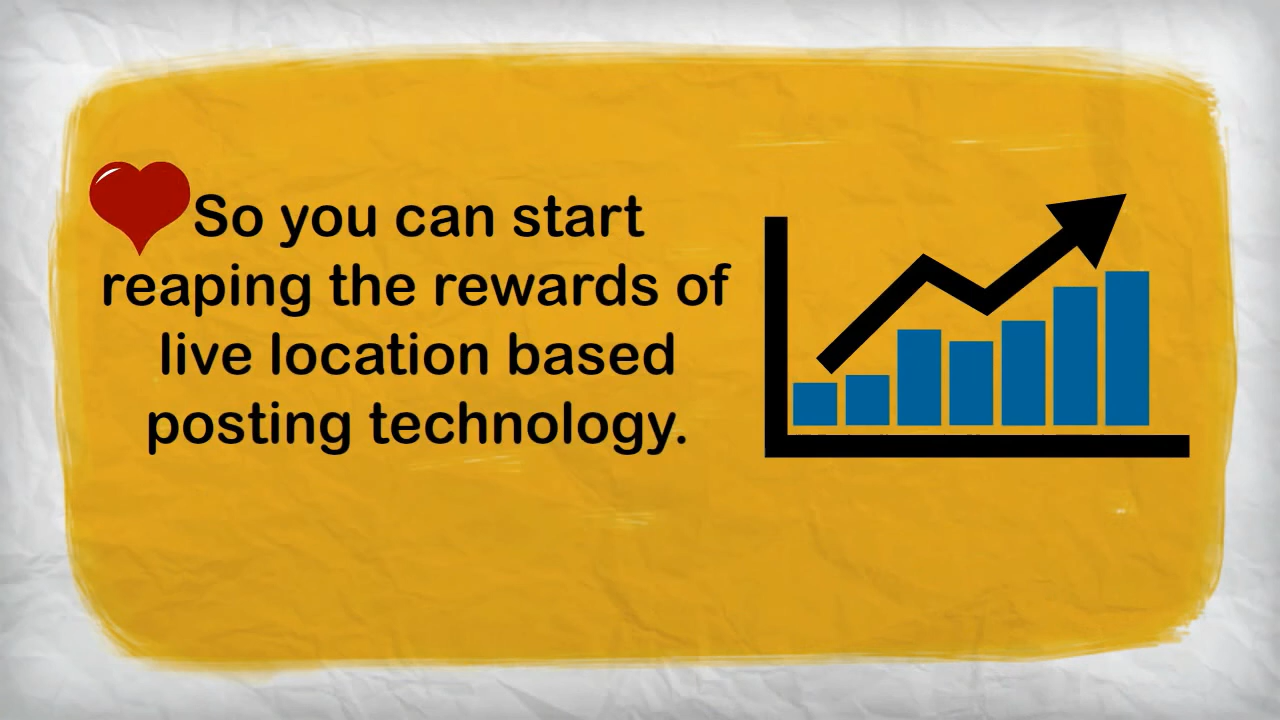 So you can start
reaping the rewards of
live location based
posting technology.